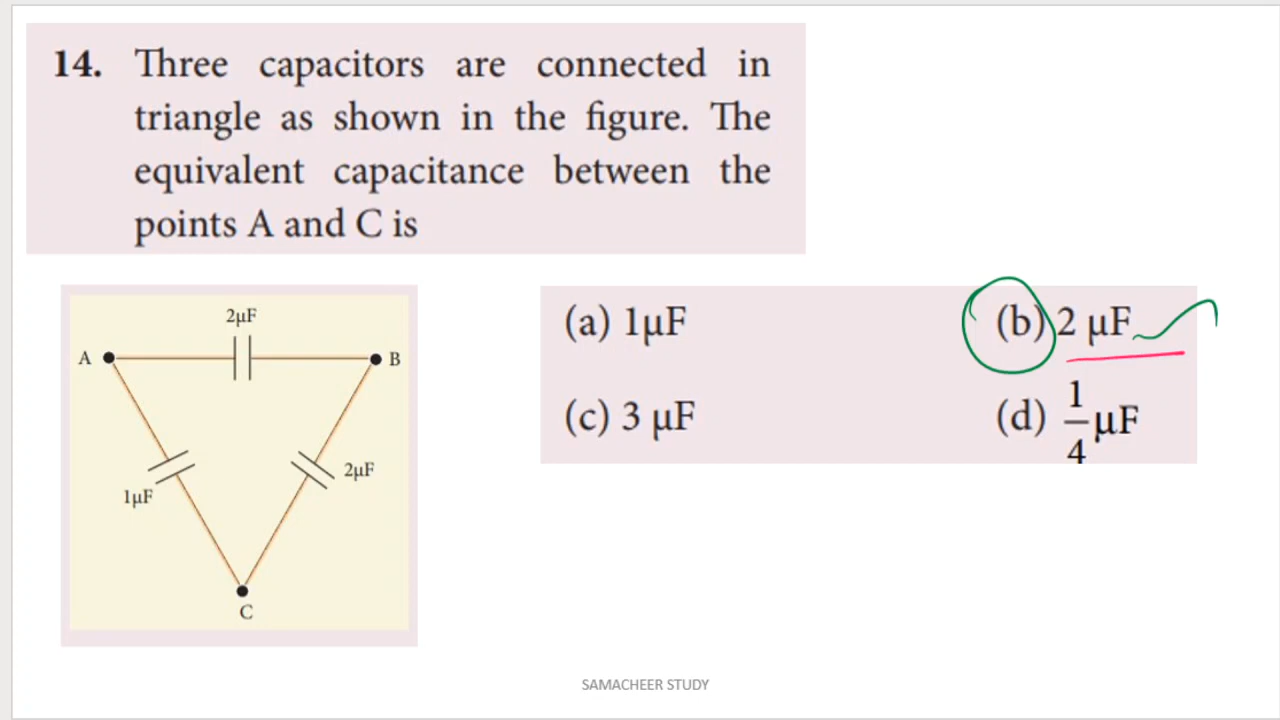 14. Three capacitors are connected in
triangle as shown in the figure. The
equivalent capacitance between the
points A and C is
2μF
A
B
1μF
2μF
C
(a) 1μF
(b) 2 μF
(c) 3 μF
(d) 1/4 μF
SAMACHEER STUDY